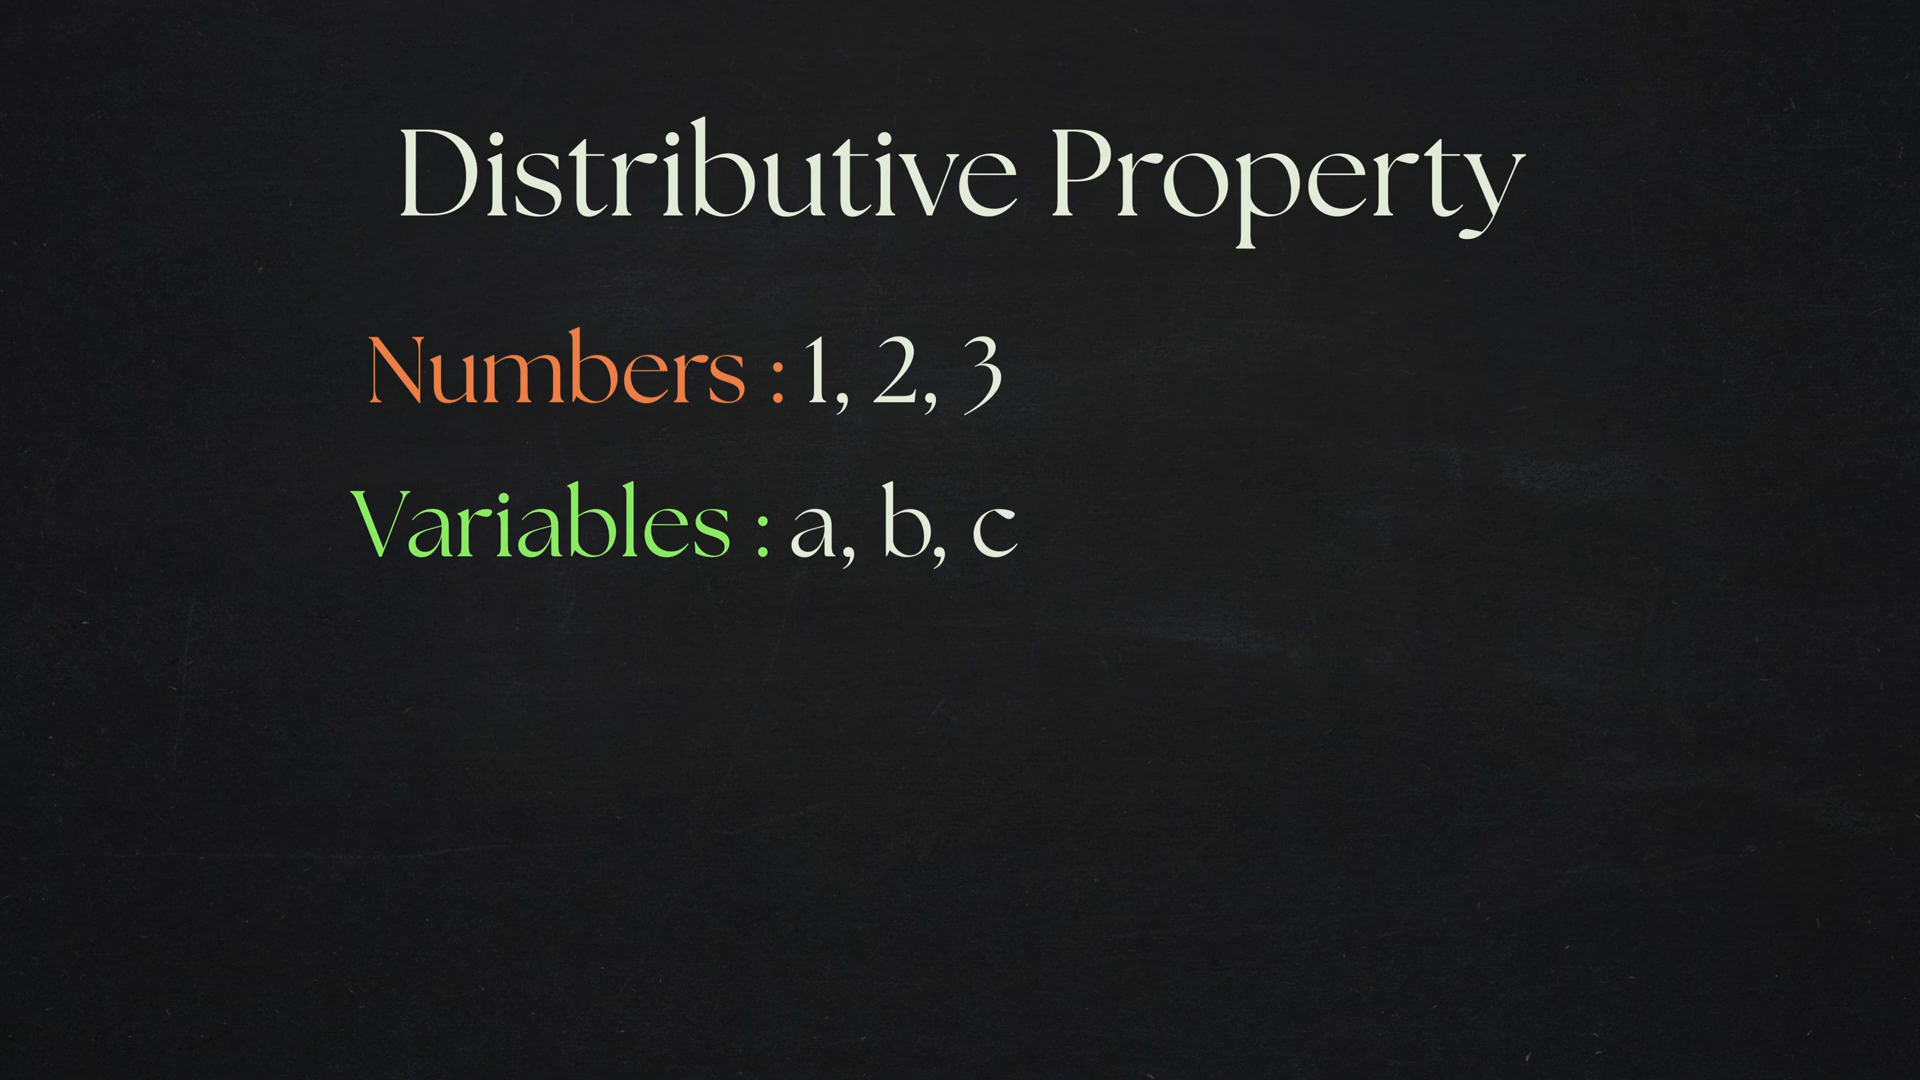 Distributive Property
Numbers : 1, 2, 3
Variables : a, b, c